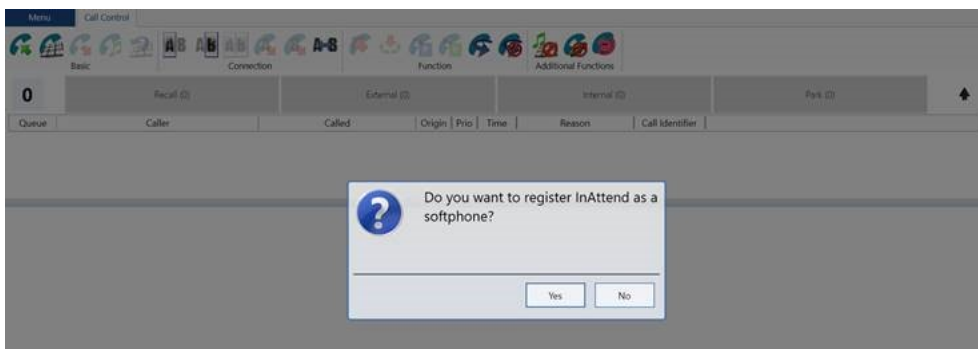 Menu Call Control
A B A B A B A-B
Basic Connection Function Additional Functions
0 Recall (0) External (0) Internal (0) Park (0)
Queue Caller Called Origin Prio Time Reason Call Identifier
Do you want to register InAttend as a
softphone?
Yes No